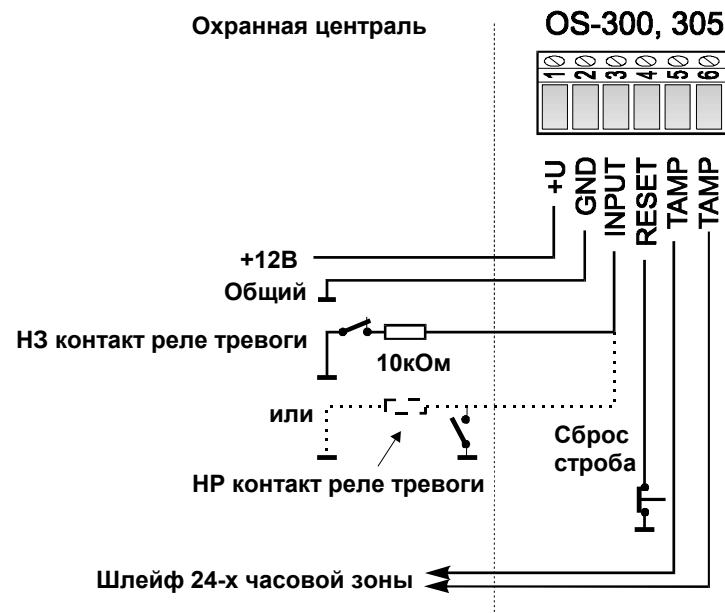 Охранная централь
OS-300, 305
1 2 3 4 5 6
+U
GND
INPUT
RESET
TAMP
TAMP
+12В
Общий
НЗ контакт реле тревоги
10кОм
или
НР контакт реле тревоги
Сброс
строба
Шлейф 24-х часовой зоны